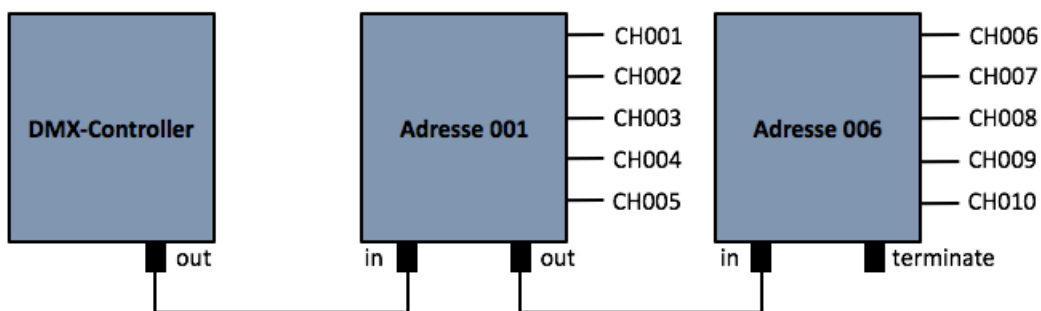 DMX-Controller
out
Adresse 001
CH001
CH002
CH003
CH004
CH005
in
out
Adresse 006
CH006
CH007
CH008
CH009
CH010
in
terminate